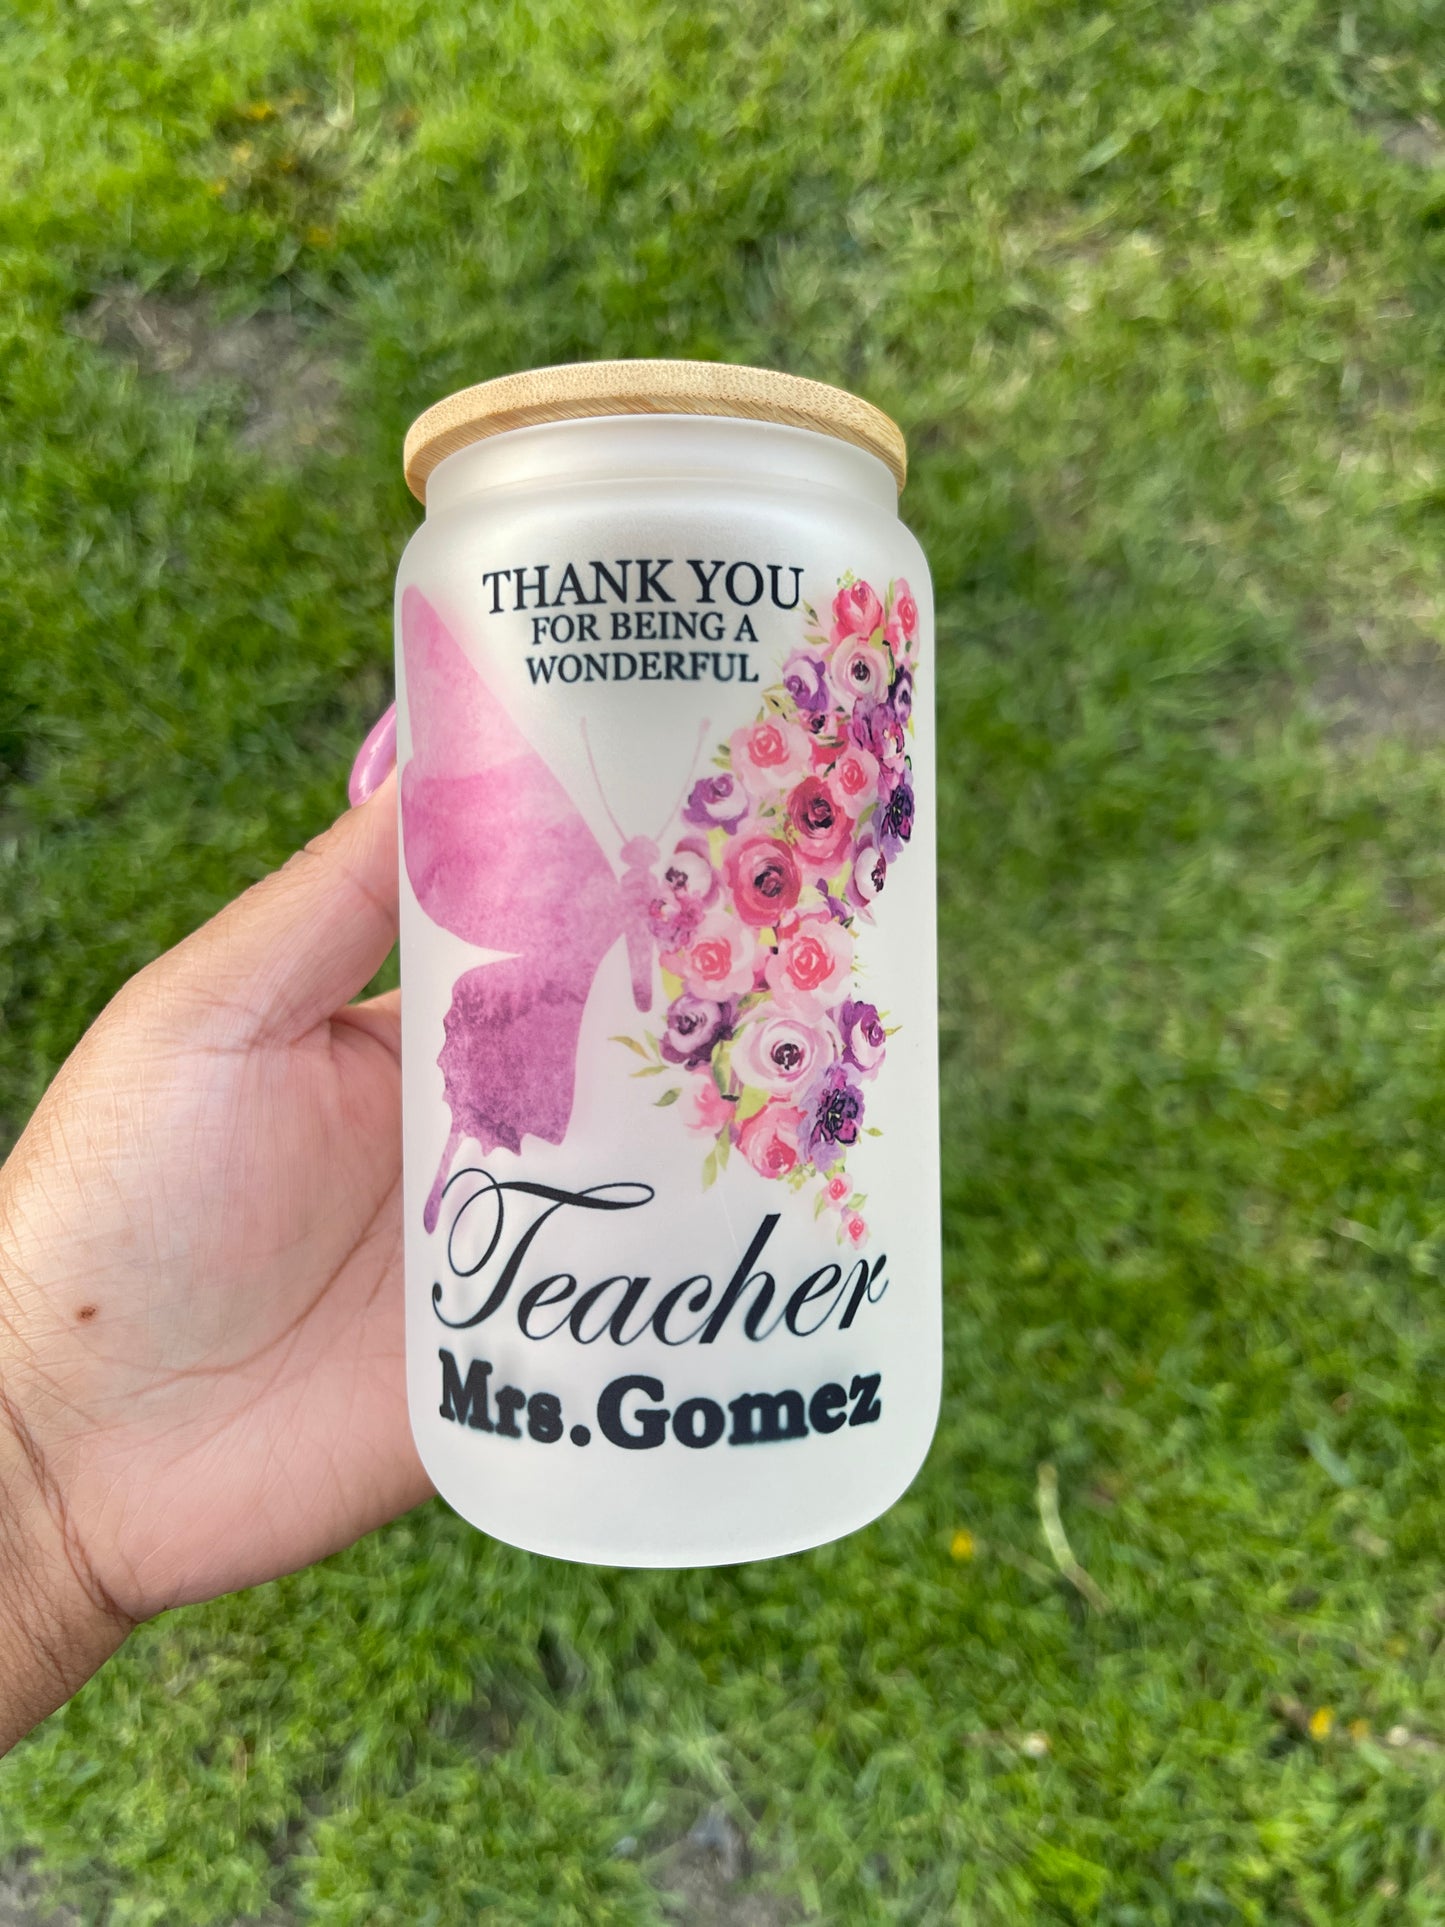 THANK YOU
FOR BEING A
WONDERFUL
Teacher
Mrs.Gomez